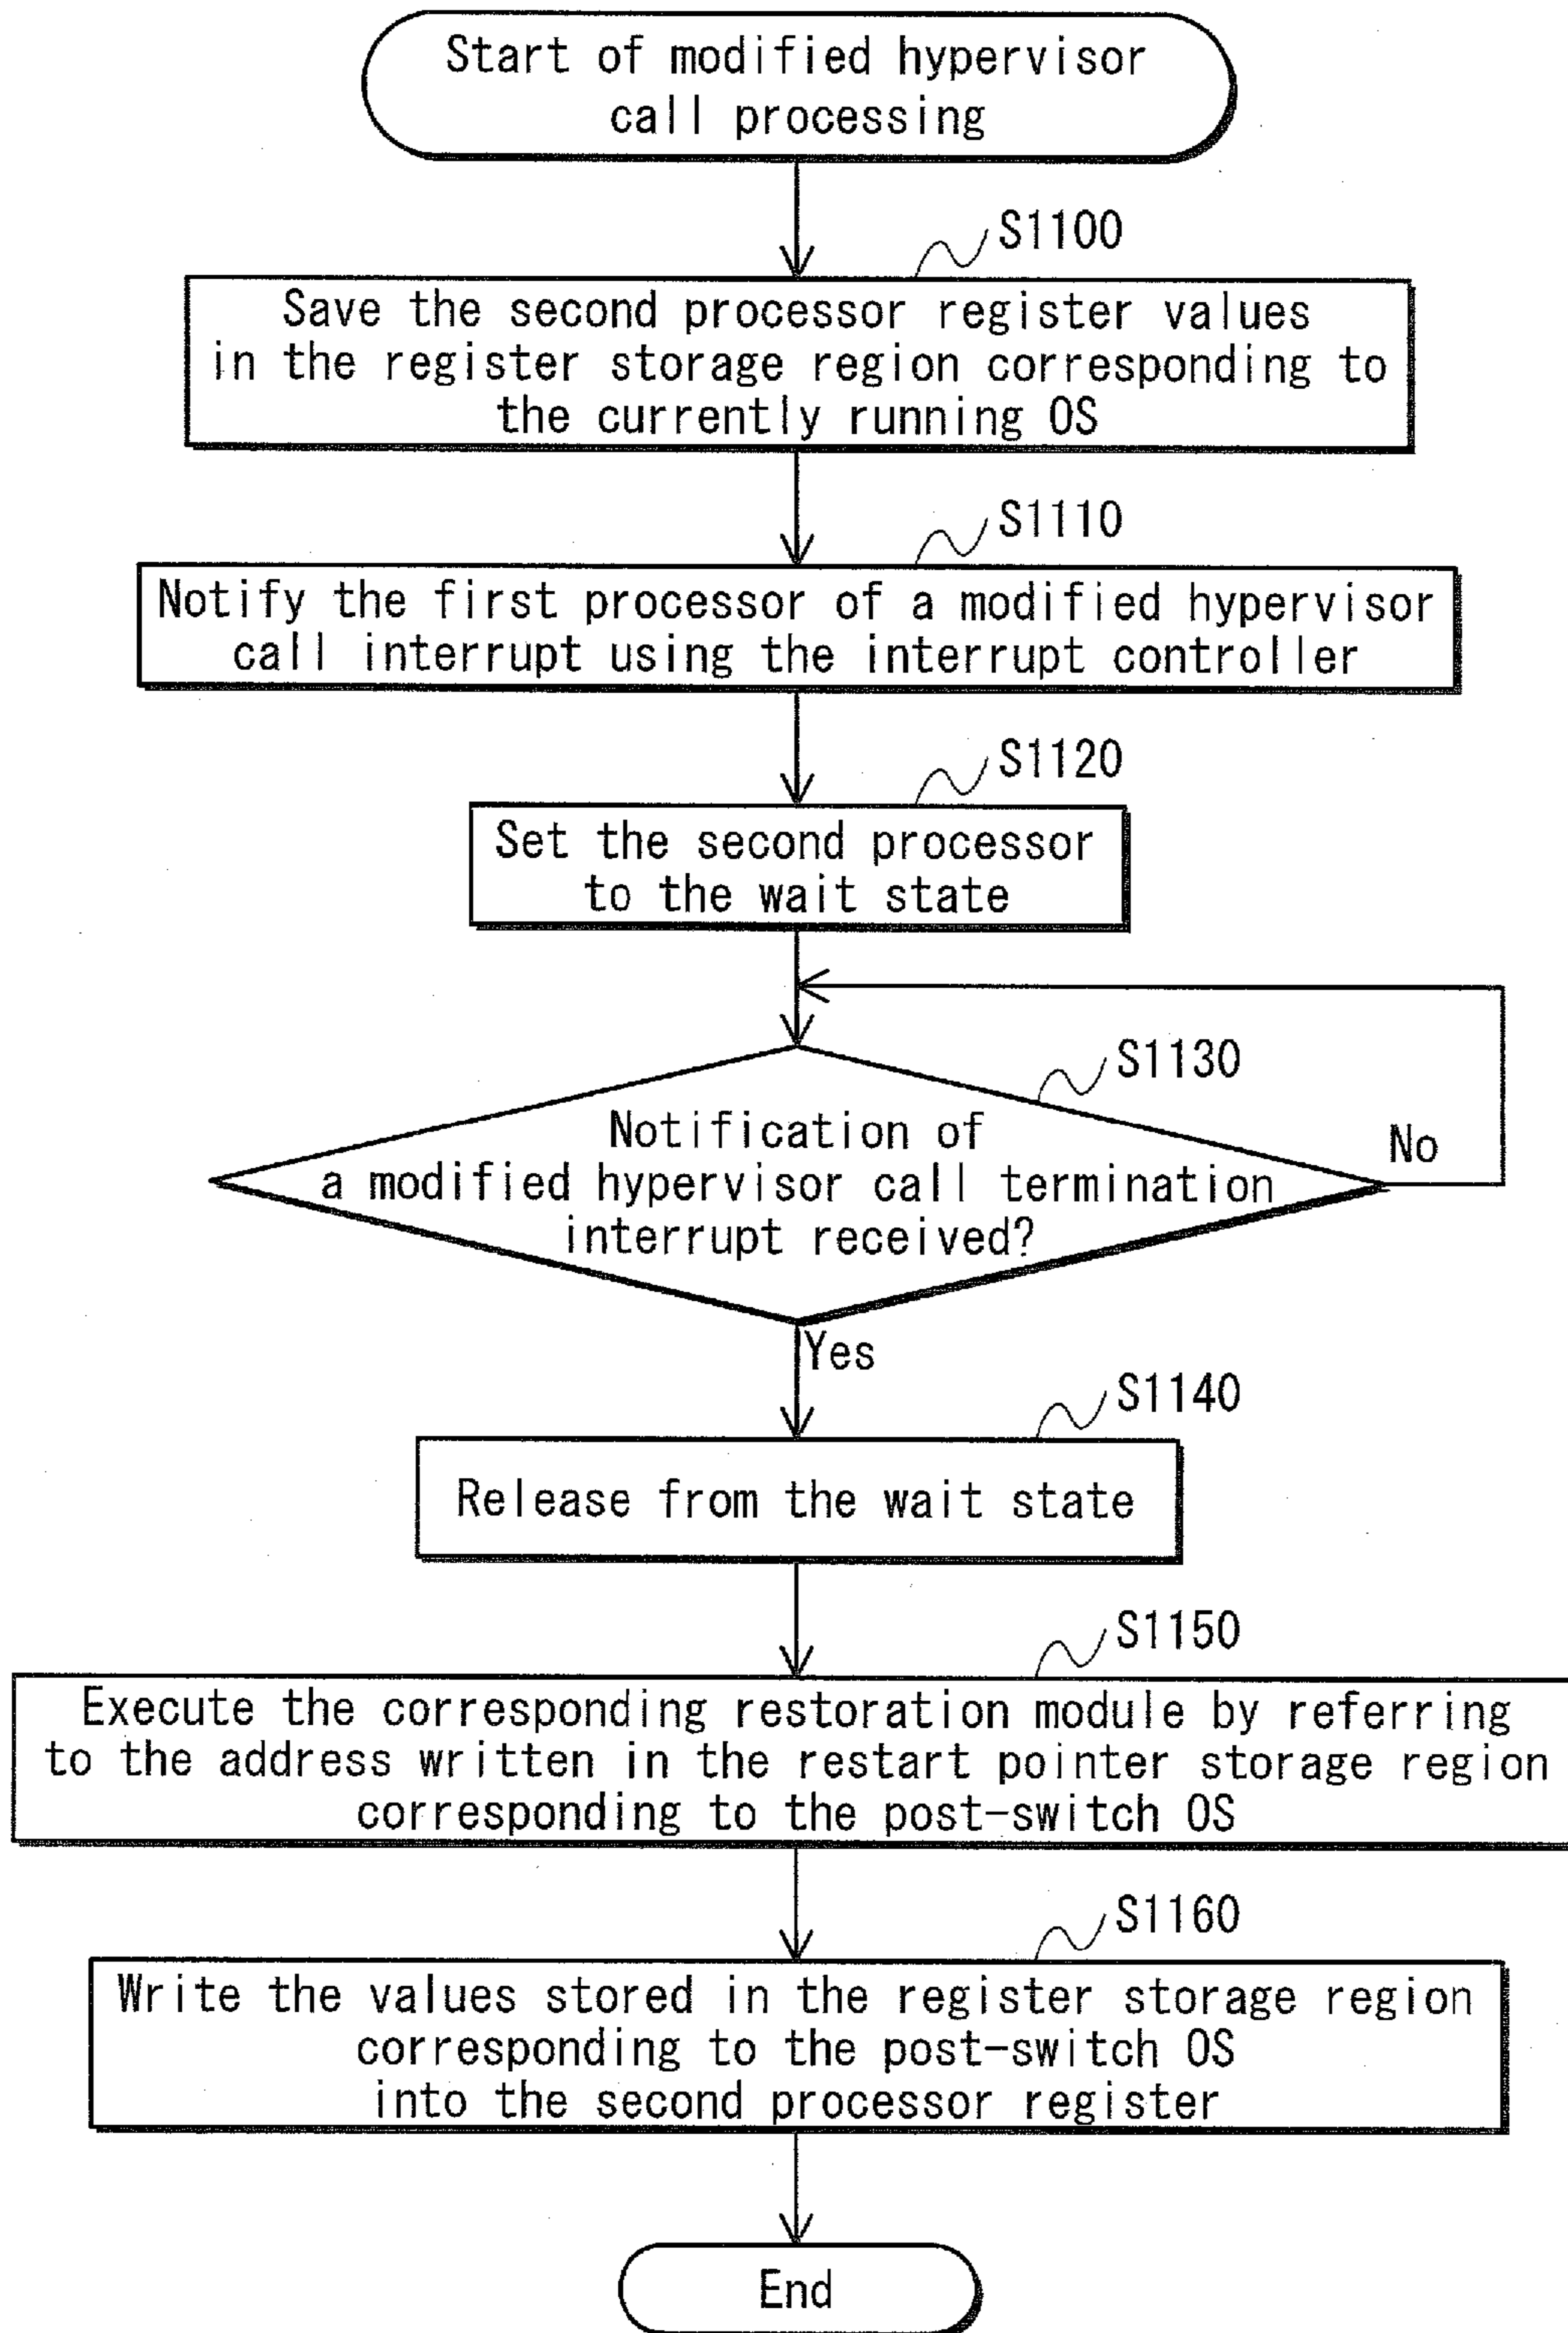 Start of modified hypervisor
call processing
S1100
Save the second processor register values
in the register storage region corresponding to
the currently running OS
S1110
Notify the first processor of a modified hypervisor
call interrupt using the interrupt controller
S1120
Set the second processor
to the wait state
S1130
Notification of
a modified hypervisor call termination
interrupt received?
No
Yes
S1140
Release from the wait state
S1150
Execute the corresponding restoration module by referring
to the address written in the restart pointer storage region
corresponding to the post-switch OS
S1160
Write the values stored in the register storage region
corresponding to the post-switch OS
into the second processor register
End